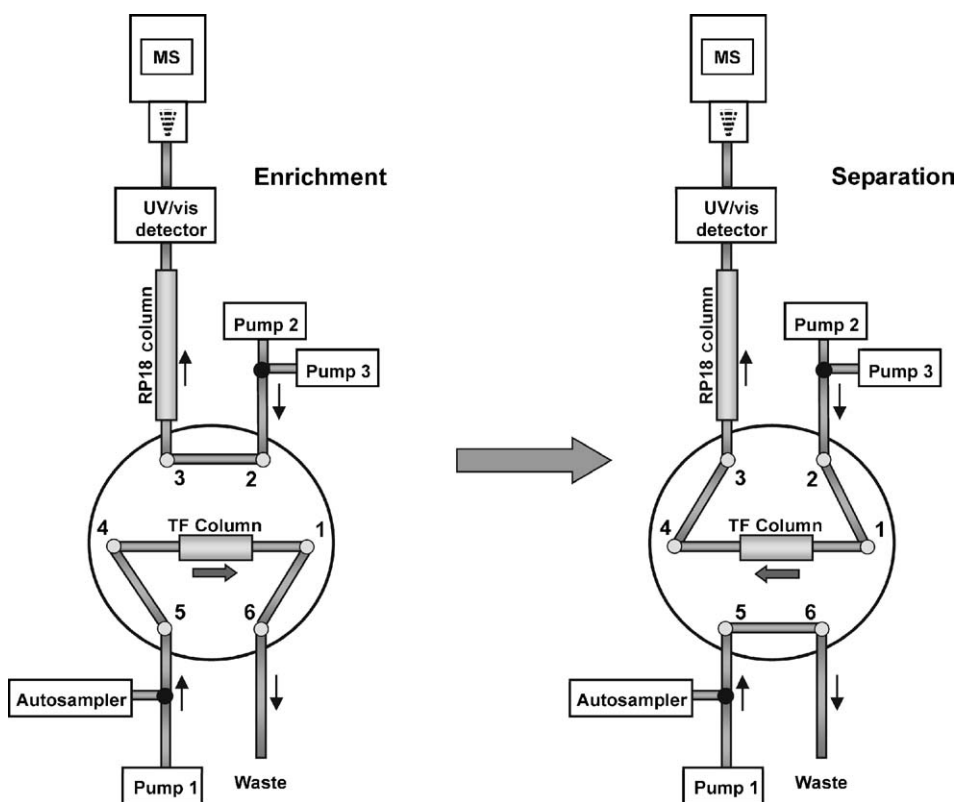 MS
Enrichment
UV/vis
detector
RP18 column
Pump 2
Pump 3
3
2
4
TF Column
1
5
6
Autosampler
Pump 1
Waste
MS
Separation
UV/vis
detector
RP18 column
Pump 2
Pump 3
3
2
4
TF Column
1
5
6
Autosampler
Pump 1
Waste